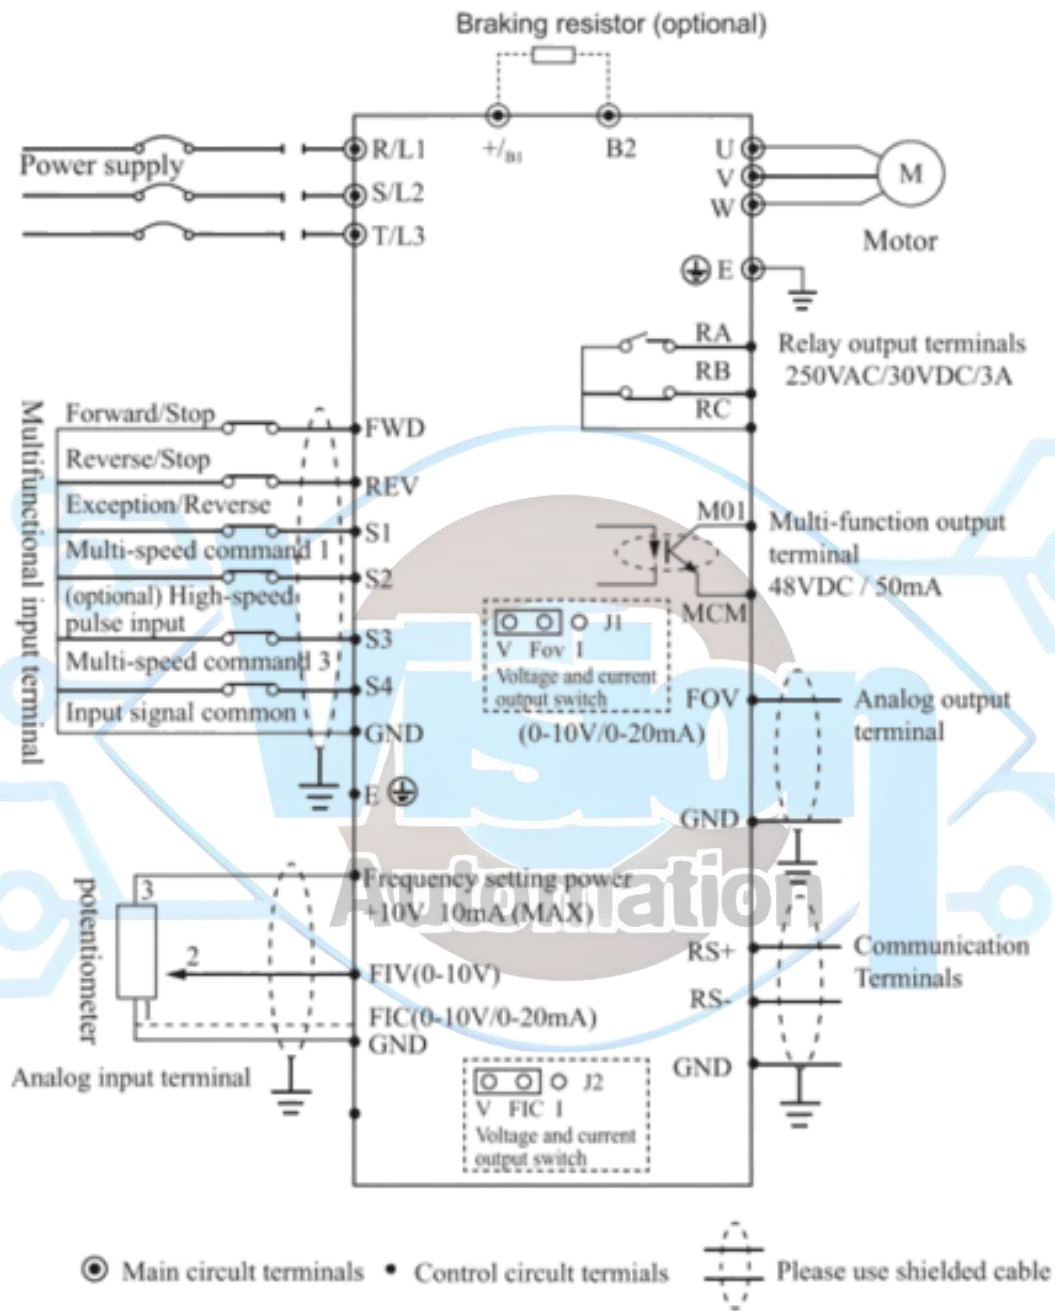 Braking resistor (optional)
R/L1
+/B1
B2
U
M
Power supply
V
S/L2
W
T/L3
Motor
E
RA
Relay output terminals
RB
250VAC/30VDC/3A
RC
Multifunctional input terminal
Forward/Stop
FWD
Reverse/Stop
REV
Exception/Reverse
S1
Multi-speed command 1
S2
(optional) High-speed
pulse input
S3
Multi-speed command 3
S4
Input signal common
GND
E
M01
Multi-function output
terminal
48VDC / 50mA
MCM
J1
V Fov I
Voltage and current
output switch
(0-10V/0-20mA)
FOV
Analog output
terminal
GND
Vision
Automation
potentiometer
3
Frequency setting power
+10V 10mA (MAX)
2
FIV(0-10V)
1
FIC(0-10V/0-20mA)
GND
Analog input terminal
RS+
Communication
Terminals
RS-
GND
J2
V FIC I
Voltage and current
output switch
Main circult terminals
Control circult termials
Please use shielded cable